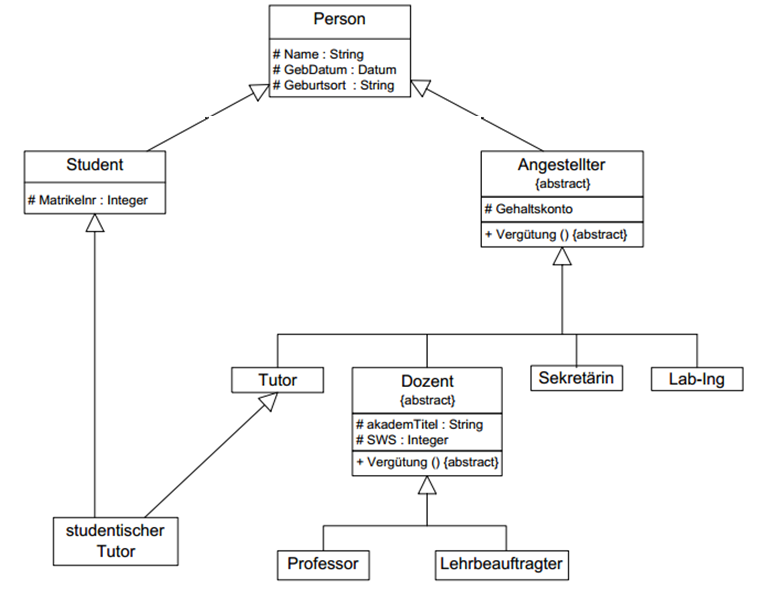 Person
# Name : String
# GebDatum : Datum
# Geburtsort : String
Student
# Matrikelnr : Integer
Angestellter
{abstract}
# Gehaltskonto
+ Vergütung () {abstract}
Tutor
Dozent
{abstract}
# akademTitel : String
# SWS : Integer
+ Vergütung () {abstract}
Sekretärin
Lab-Ing
studentischer
Tutor
Professor
Lehrbeauftragter